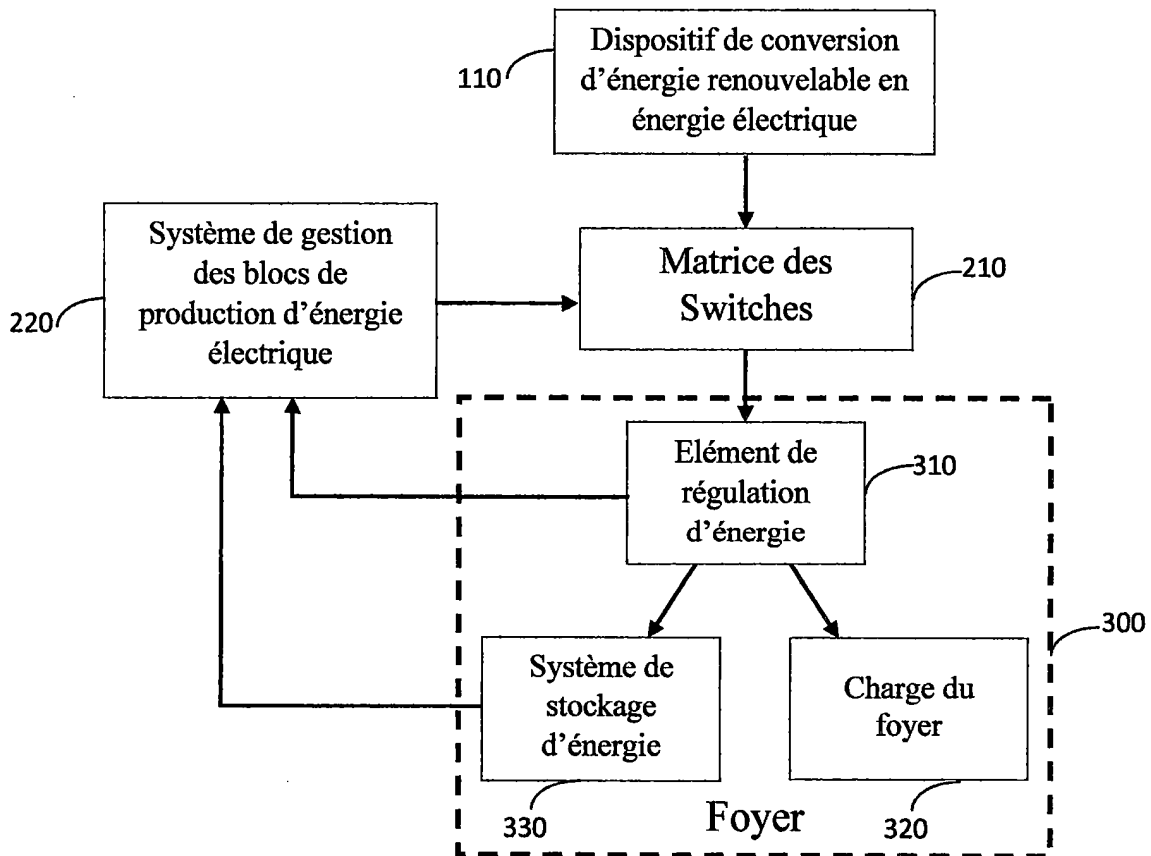 Dispositif de conversion
d'énergie renouvelable en
énergie électrique
110
Système de gestion
des blocs de
production d'énergie
électrique
220
Matrice des
Switches
210
Elément de
régulation
d'énergie
310
300
Système de
stockage
d'énergie
330
Charge du
foyer
320
Foyer